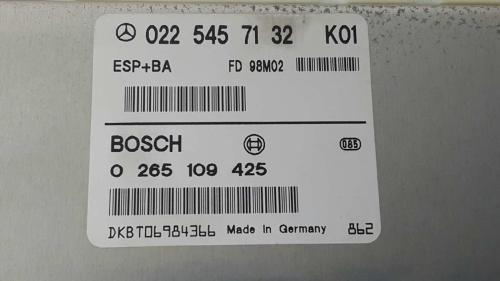 022 545 71 32 K01
ESP+BA FD 98M02
BOSCH 085
0 265 109 425
DKBT06984366 Made in Germany 862